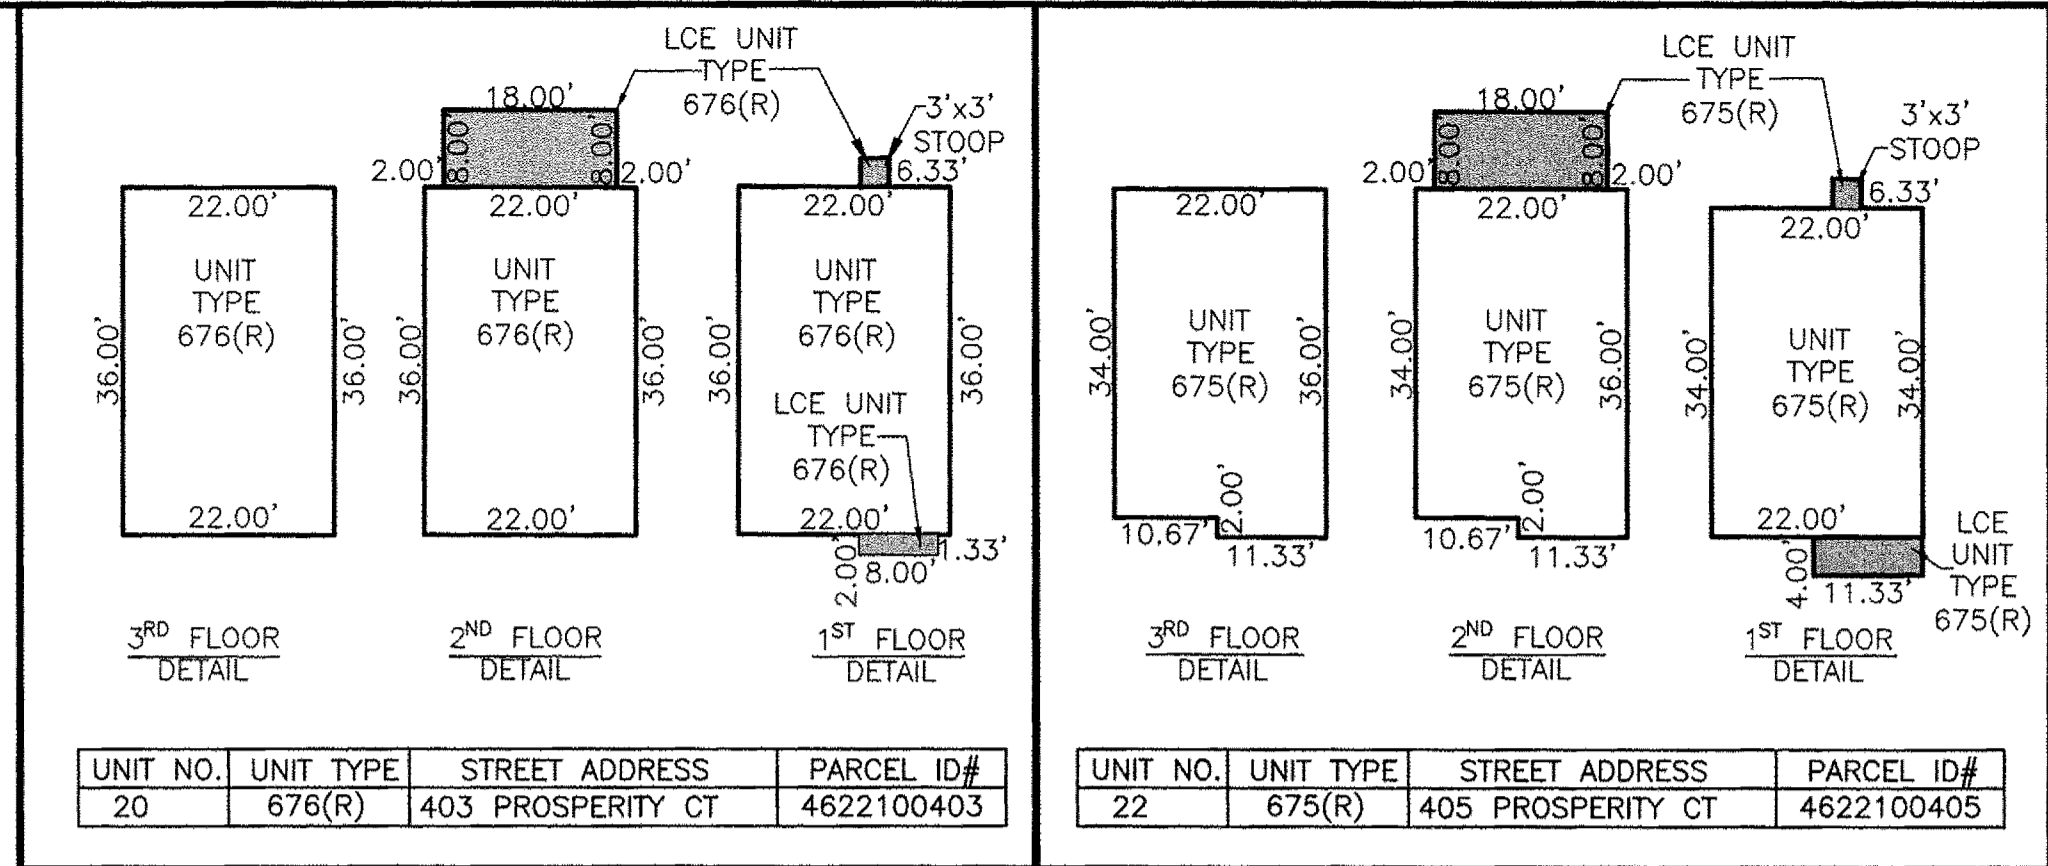 LCE UNIT
TYPE
676(R)
18.00'
8.00'
8.00'
2.00'
2.00'
3'x3'
STOOP
6.33'
22.00'
22.00'
22.00'
UNIT
TYPE
676(R)
UNIT
TYPE
676(R)
UNIT
TYPE
676(R)
36.00'
36.00'
36.00'
36.00'
36.00'
36.00'
LCE UNIT
TYPE
676(R)
22.00'
22.00'
22.00'
2.00'
8.00'
1.33'
3RD FLOOR
DETAIL
2ND FLOOR
DETAIL
1ST FLOOR
DETAIL
UNIT NO. UNIT TYPE STREET ADDRESS PARCEL ID#
20 676(R) 403 PROSPERITY CT 4622100403
LCE UNIT
TYPE
675(R)
18.00'
8.00'
8.00'
2.00'
2.00'
3'x3'
STOOP
6.33'
22.00'
22.00'
22.00'
UNIT
TYPE
675(R)
UNIT
TYPE
675(R)
UNIT
TYPE
675(R)
34.00'
36.00'
34.00'
36.00'
34.00'
34.00'
10.67'
2.00'
11.33'
10.67'
2.00'
11.33'
22.00'
4.00'
11.33'
LCE
UNIT
TYPE
675(R)
3RD FLOOR
DETAIL
2ND FLOOR
DETAIL
1ST FLOOR
DETAIL
UNIT NO. UNIT TYPE STREET ADDRESS PARCEL ID#
22 675(R) 405 PROSPERITY CT 4622100405